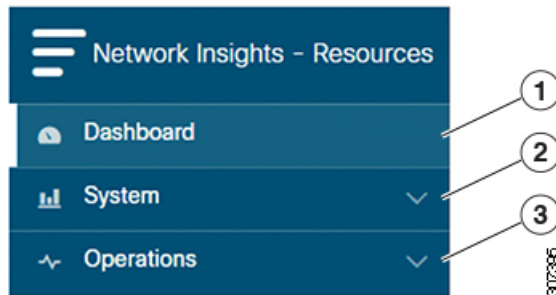 Network Insights - Resources
1
Dashboard
2
System
3
Operations
307395